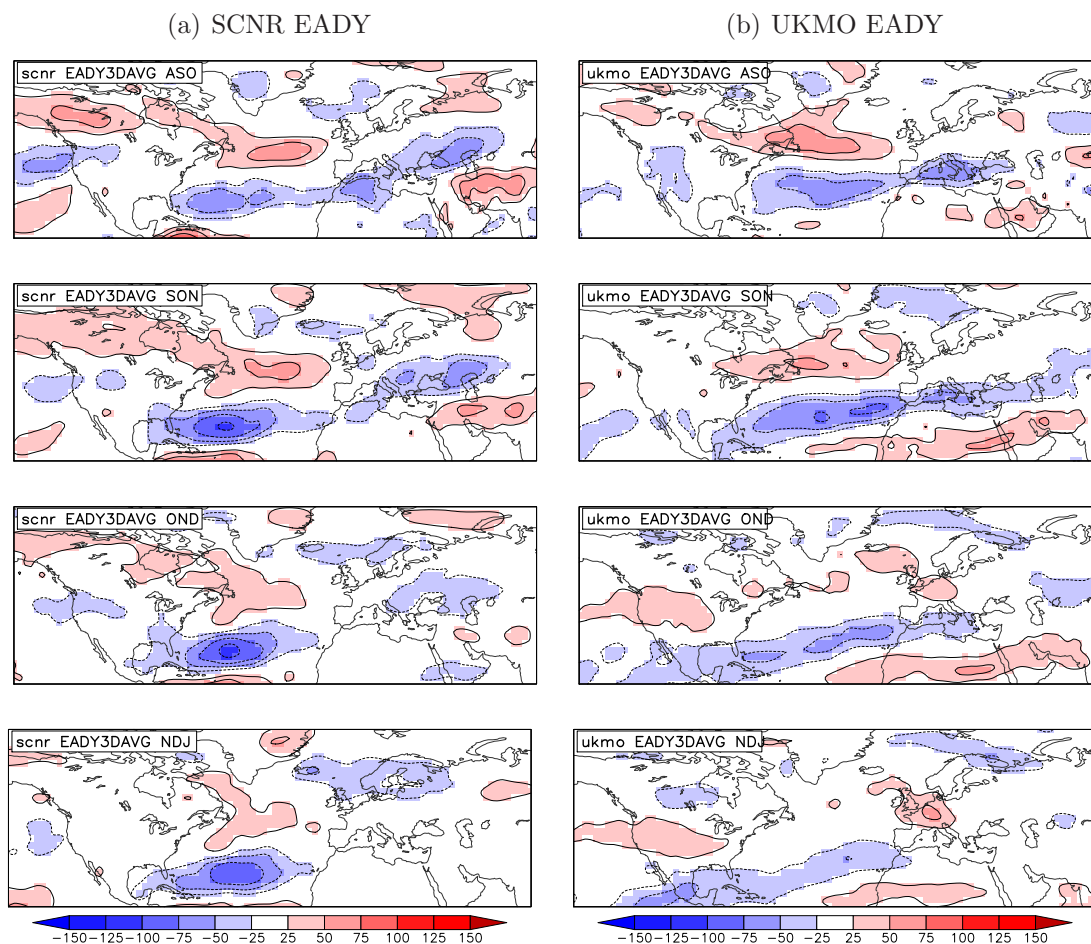 (a) SCNR EADY
(b) UKMO EADY
scnr EADY3DAVG ASO
ukmo EADY3DAVG ASO
scnr EADY3DAVG SON
ukmo EADY3DAVG SON
scnr EADY3DAVG OND
ukmo EADY3DAVG OND
scnr EADY3DAVG NDJ
ukmo EADY3DAVG NDJ
−150 −125 −100 −75 −50 −25 25 50 75 100 125 150
−150 −125 −100 −75 −50 −25 25 50 75 100 125 150